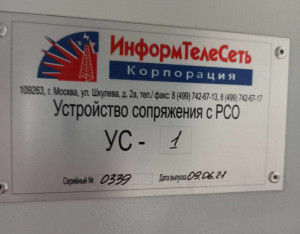 ИнформТелеСеть
Корпорация
109263, г. Москва, ул. Шкулева, д. 2а, тел./ факс: 8 (499) 742-67-13, 8 (499) 742-67-17
Устройство сопряжения с РСО
УС - 1
Серийный № 0339 Дата выпуска 09.06.21